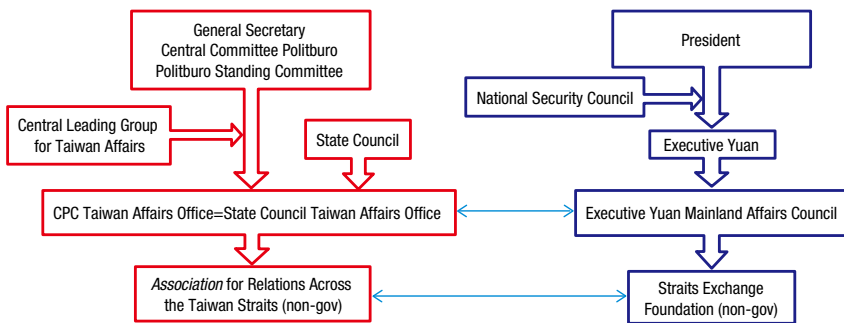 General Secretary
Central Committee Politburo
Politburo Standing Committee
President
National Security Council
Central Leading Group
for Taiwan Affairs
State Council
Executive Yuan
CPC Taiwan Affairs Office=State Council Taiwan Affairs Office
Executive Yuan Mainland Affairs Council
Association for Relations Across
the Taiwan Straits (non-gov)
Straits Exchange
Foundation (non-gov)